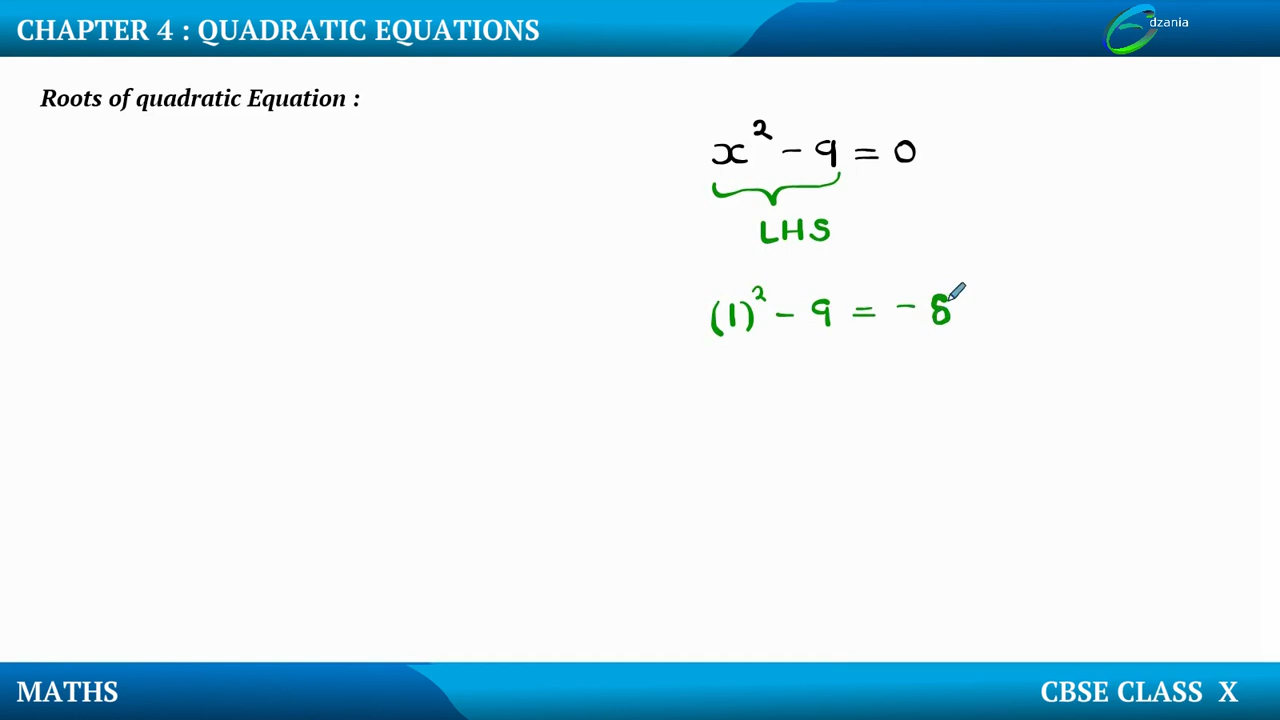 CHAPTER 4 : QUADRATIC EQUATIONS
Edzania
Roots of quadratic Equation :
x² - 9 = 0
LHS
(1)² - 9 = - 8
MATHS
CBSE CLASS X